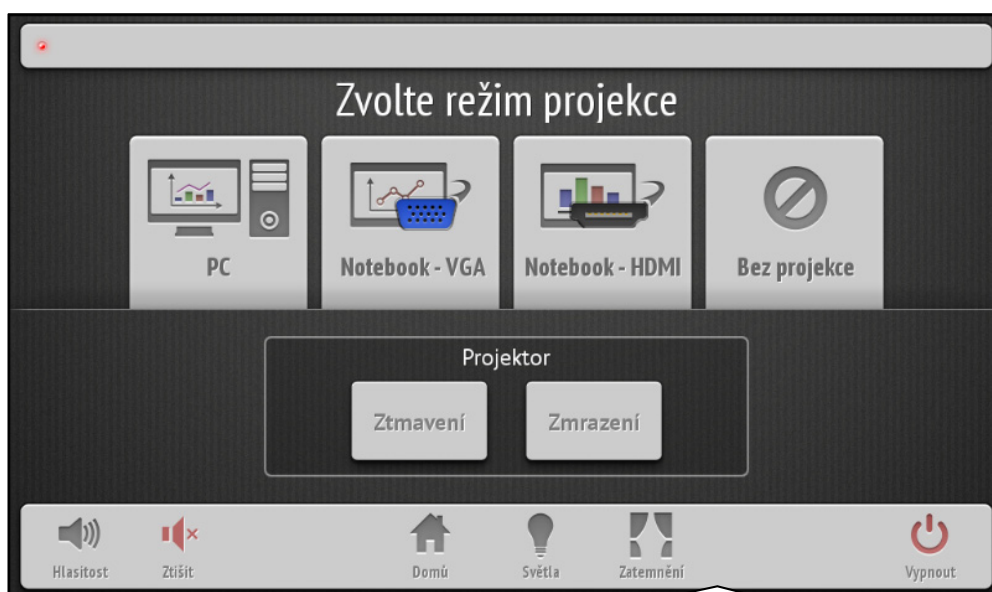 Zvolte režim projekce
PC
Notebook - VGA
Notebook - HDMI
Bez projekce
Projektor
Ztmavení
Zmrazení
Hlasitost
Ztišit
Domů
Světla
Zatemnění
Vypnout